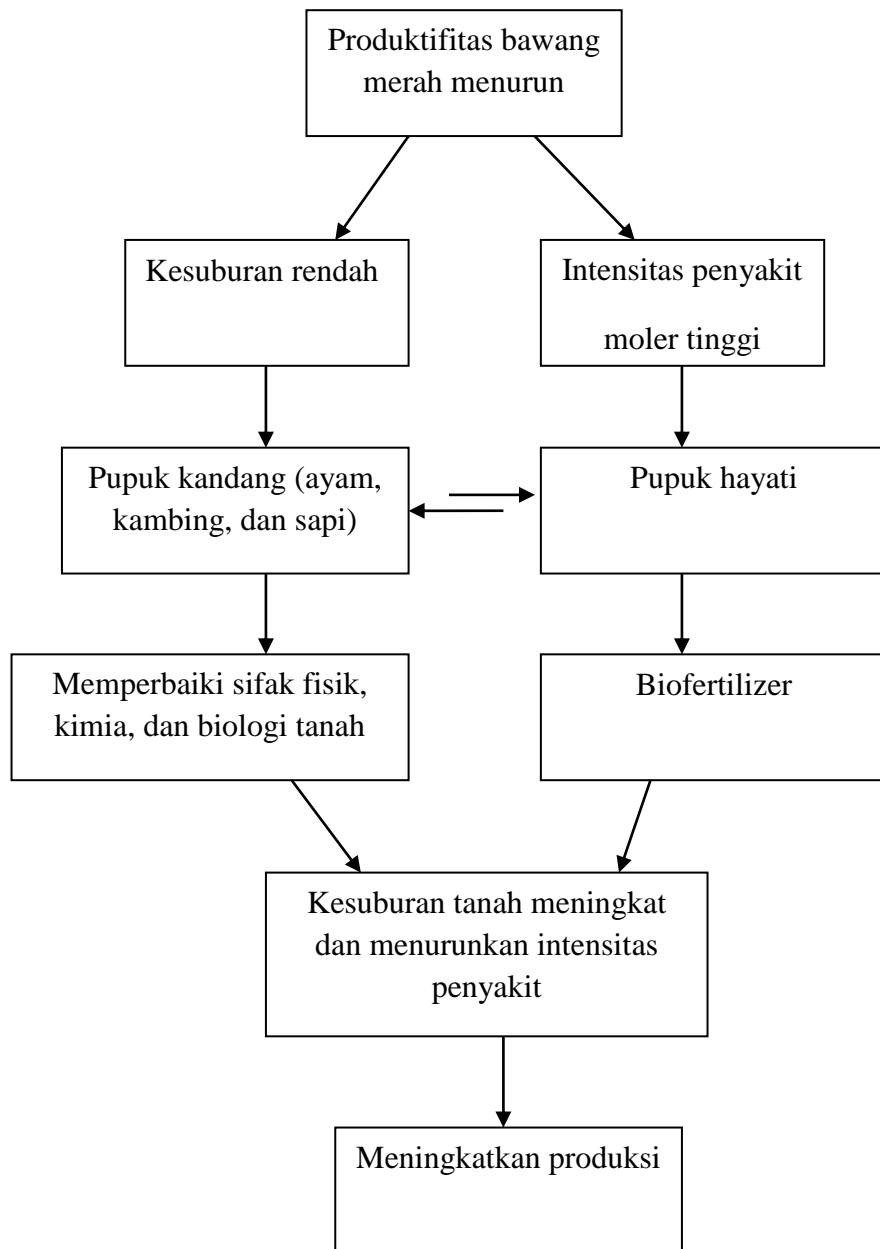 Produktifitas bawang
merah menurun
Kesuburan rendah
Intensitas penyakit
moler tinggi
Pupuk kandang (ayam,
kambing, dan sapi)
Pupuk hayati
Memperbaiki sifak fisik,
kimia, dan biologi tanah
Biofertilizer
Kesuburan tanah meningkat
dan menurunkan intensitas
penyakit
Meningkatkan produksi